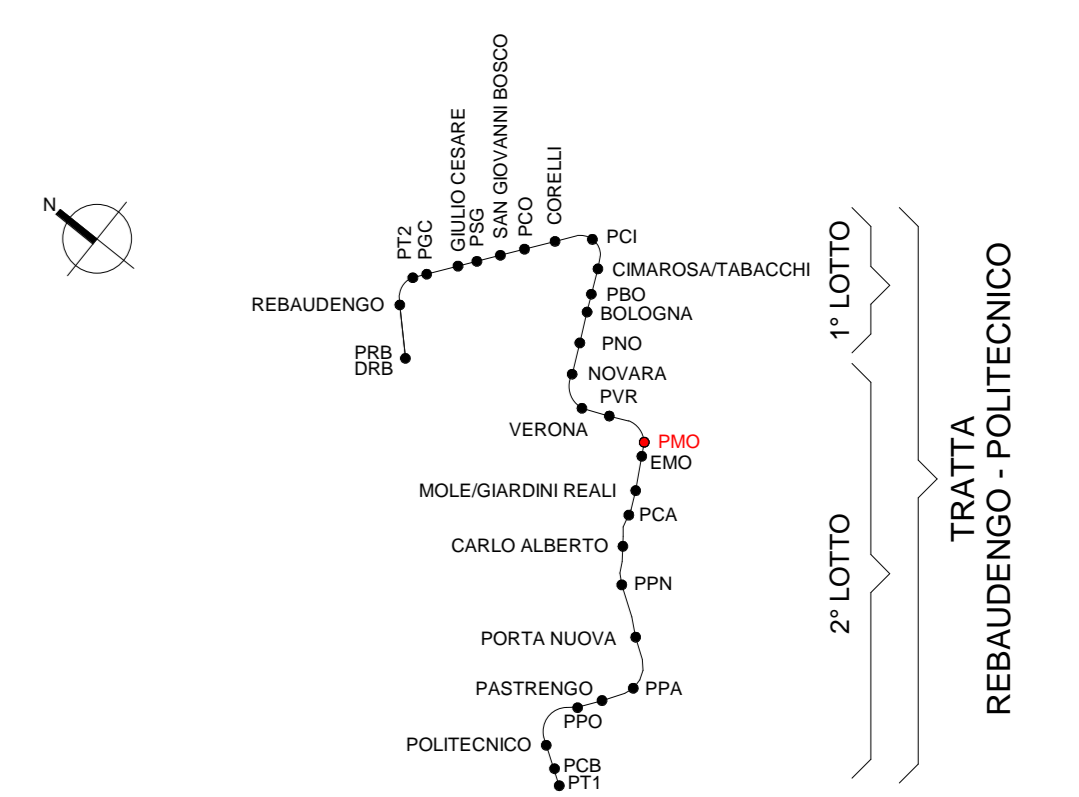 N
PT2
PGC
GIULIO CESARE
PSG
SAN GIOVANNI BOSCO
PCO
CORELLI
PCI
CIMAROSA/TABACCHI
REBAUDENGO
PBO
BOLOGNA
PRB
DRB
PNO
NOVARA
PVR
VERONA
PMO
EMO
MOLE/GIARDINI REALI
PCA
CARLO ALBERTO
PPN
PORTA NUOVA
PASTRENGO
PPA
PPO
POLITECNICO
PCB
PT1
1° LOTTO
2° LOTTO
TRATTA
REBAUDENGO - POLITECNICO